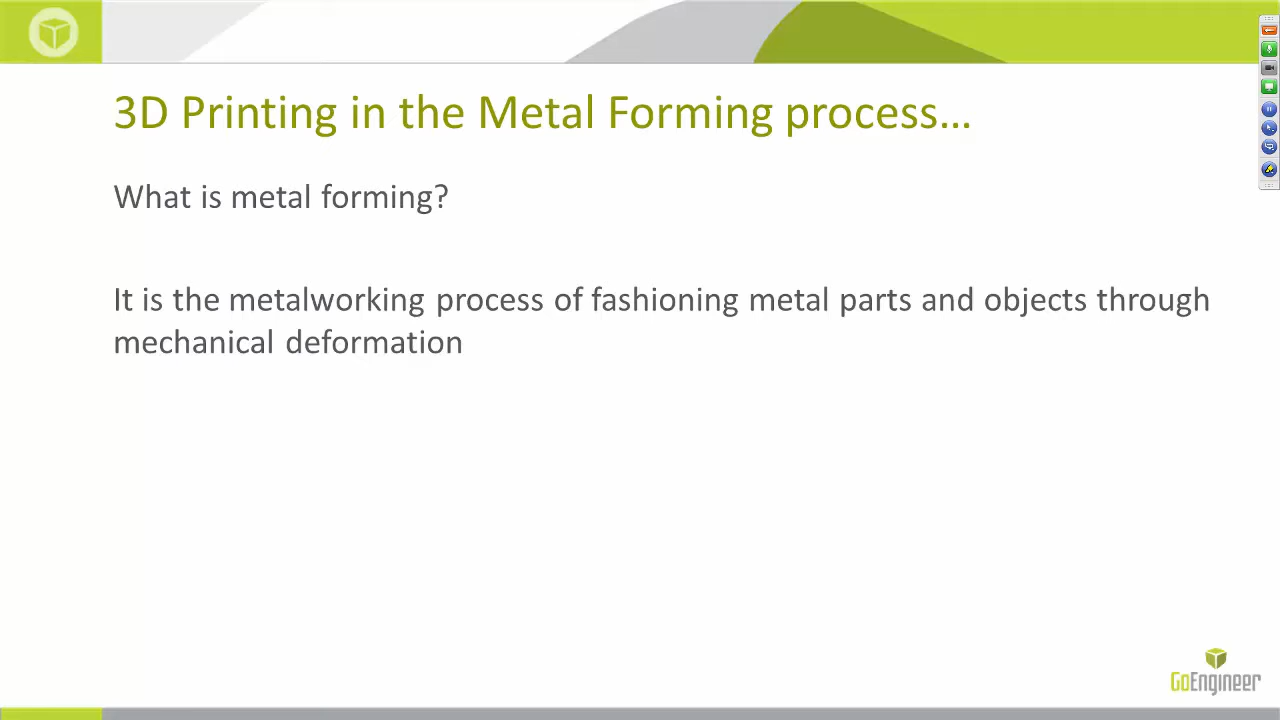 3D Printing in the Metal Forming process…
What is metal forming?
It is the metalworking process of fashioning metal parts and objects through
mechanical deformation
GoEngineer